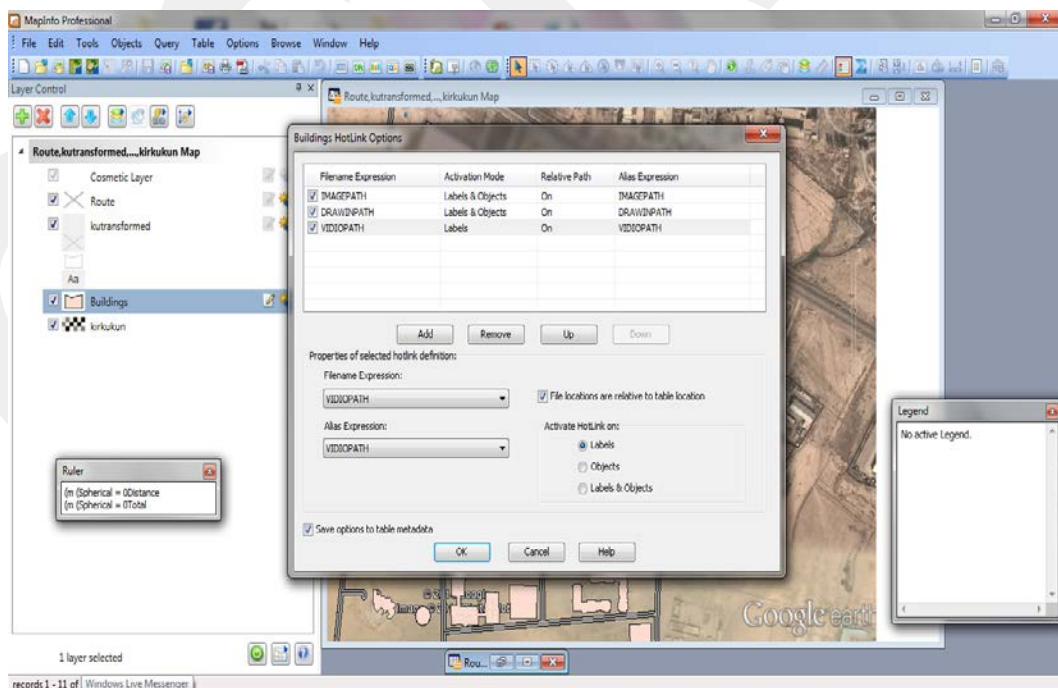 MapInfo Professional
File Edit Tools Objects Query Table Options Browse Window Help
Layer Control
Route,kutransformed,...,kirkukun Map
Cosmetic Layer
Route
kutransformed
Aa
Buildings
kirkukun
Route,kutransformed,...,kirkukun Map
Buildings HotLink Options
Filename Expression Activation Mode Relative Path Alias Expression
IMAGEPATH Labels & Objects On IMAGEPATH
DRAWINPATH Labels & Objects On DRAWINPATH
VIDIOPATH Labels On VIDIOPATH
Add Remove Up Down
Properties of selected hotlink definition:
Filename Expression:
VIDIOPATH
File locations are relative to table location
Alias Expression:
VIDIOPATH
Activate HotLink on:
Labels
Objects
Labels & Objects
Save options to table metadata
OK Cancel Help
Ruler
(m (Spherical = 0Distance
(m (Spherical = 0Total
Legend
No active Legend.
Google earth
1 layer selected
Rou...
records 1 - 11 of Windows Live Messenger